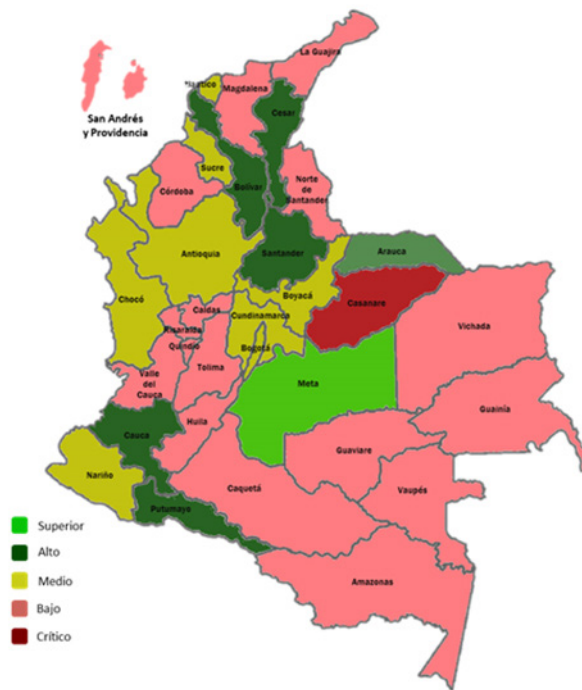 La Guajira
Magdalena
Cesar
San Andrés
y Providencia
Sucre
Bolívar
Norte
de
Santander
Córdoba
Antioquia
Santander
Arauca
Boyacá
Casanare
Chocó
Caldas
Cundinamarca
Vichada
Risaralda
Quindío
Bogotá
Tolima
Valle
del
Cauca
Meta
Guainía
Huila
Cauca
Guaviare
Nariño
Caquetá
Vaupés
Putumayo
Amazonas
Superior
Alto
Medio
Bajo
Crítico